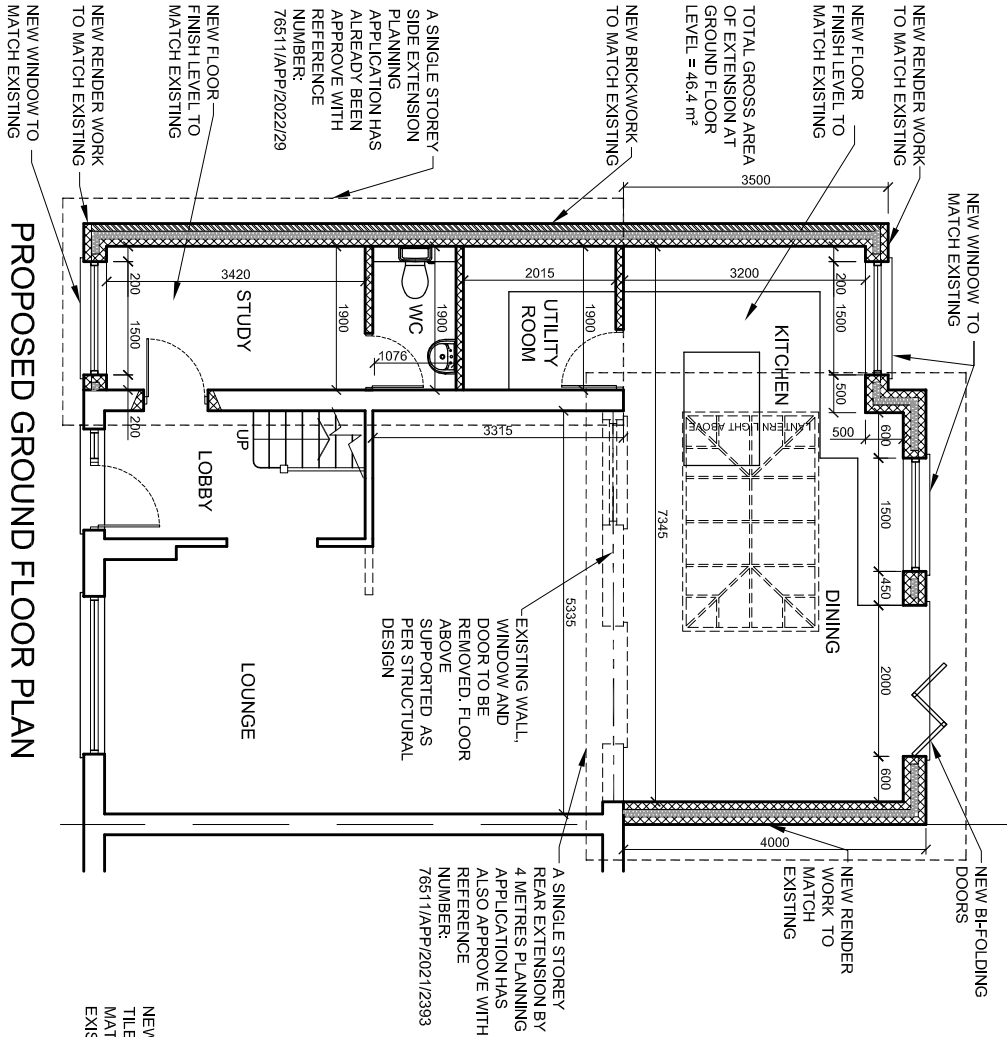 NEW RENDER WORK
TO MATCH EXISTING
NEW WINDOW TO
MATCH EXISTING
NEW BI-FOLDING
DOORS
NEW FLOOR
FINISH LEVEL TO
MATCH EXISTING
TOTAL GROSS AREA
OF EXTENSION AT
GROUND FLOOR
LEVEL = 46.4 m²
NEW BRICKWORK
TO MATCH EXISTING
A SINGLE STOREY
SIDE EXTENSION
PLANNING
APPLICATION HAS
ALREADY BEEN
APPROVE WITH
REFERENCE
NUMBER:
76511/APP/2022/29
NEW FLOOR
FINISH LEVEL TO
MATCH EXISTING
NEW RENDER WORK
TO MATCH EXISTING
NEW WINDOW TO
MATCH EXISTING
3500
3200
200
1500
500
500
600
1500
450
2000
600
4000
KITCHEN
LANTERN LIGHT ABOVE
DINING
7345
NEW RENDER
WORK TO
MATCH
EXISTING
UTILITY
ROOM
2015
1900
WC
1900
1076
STUDY
3420
1900
200
1500
200
UP
LOBBY
3315
5335
LOUNGE
EXISTING WALL,
WINDOW AND
DOOR TO BE
REMOVED. FLOOR
ABOVE
SUPPORTED AS
PER STRUCTURAL
DESIGN
A SINGLE STOREY
REAR EXTENSION BY
4 METRES PLANNING
APPLICATION HAS
ALSO APPROVE WITH
REFERENCE
NUMBER:
76511/APP/2021/2393
PROPOSED GROUND FLOOR PLAN
NEW
TILE
MAT
EXIS